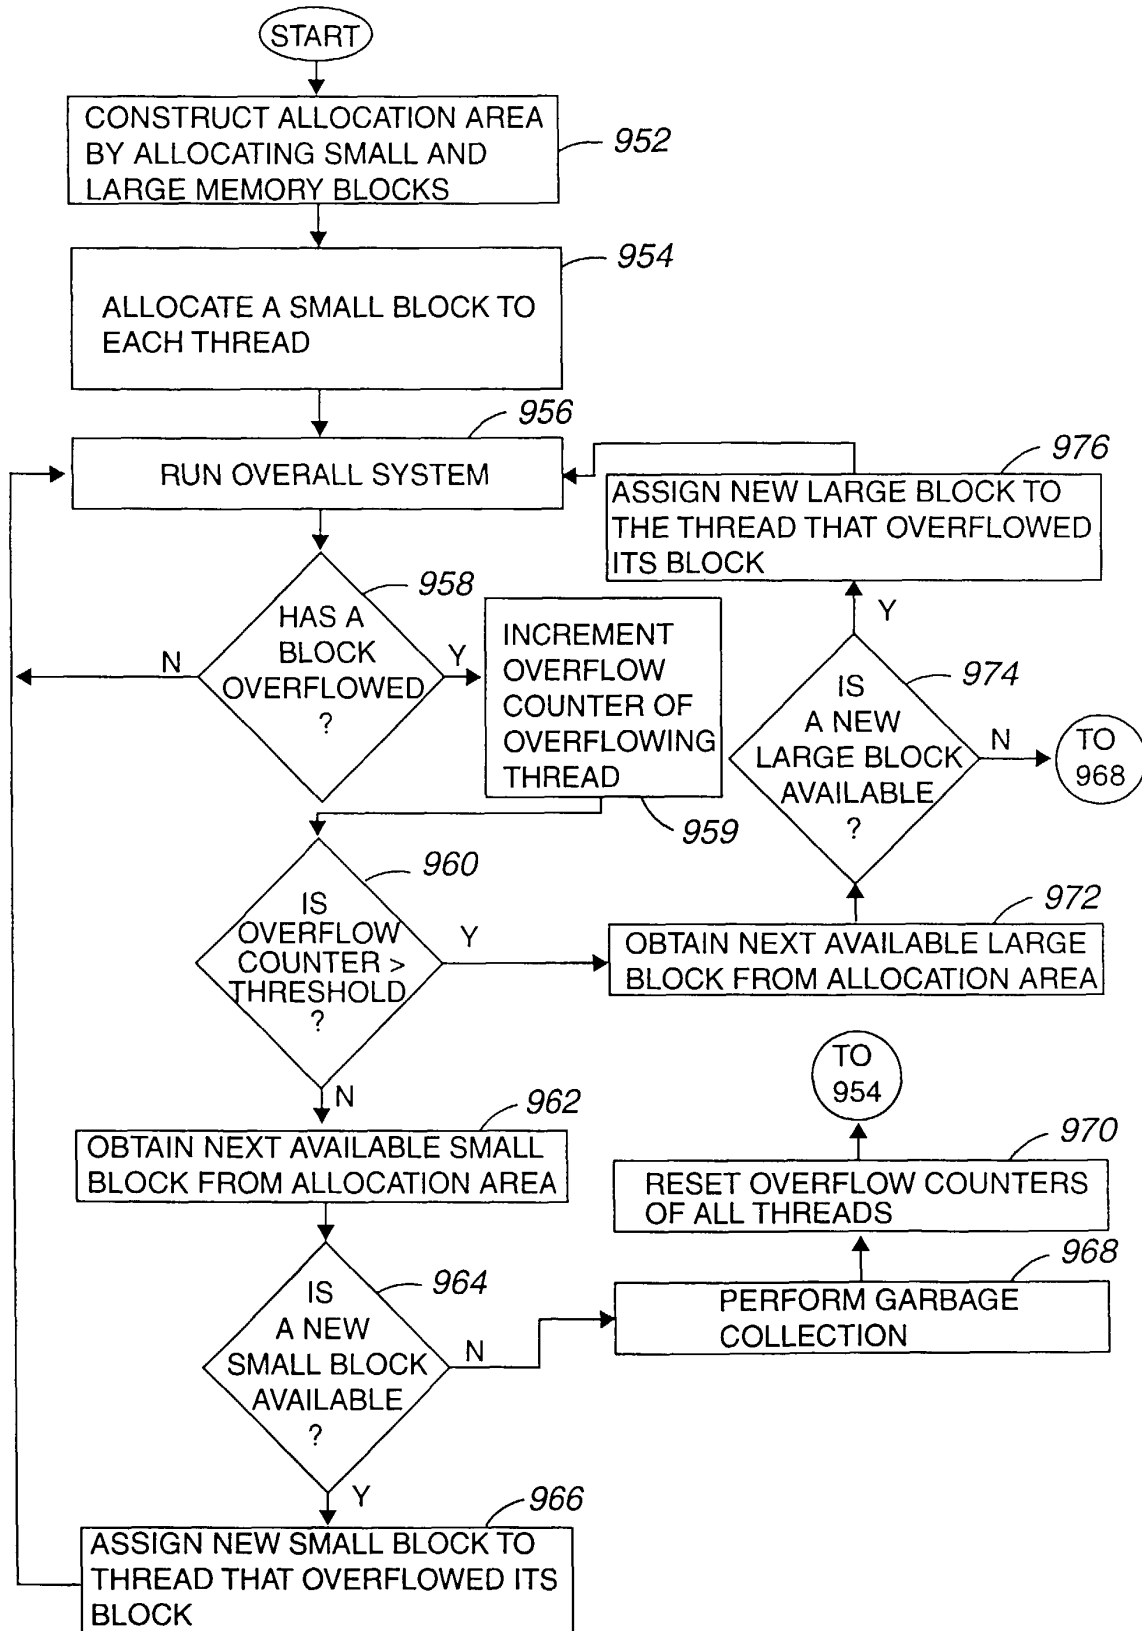 START
CONSTRUCT ALLOCATION AREA
BY ALLOCATING SMALL AND
LARGE MEMORY BLOCKS
952
954
ALLOCATE A SMALL BLOCK TO
EACH THREAD
956
RUN OVERALL SYSTEM
976
ASSIGN NEW LARGE BLOCK TO
THE THREAD THAT OVERFLOWED
ITS BLOCK
958
HAS A
BLOCK
OVERFLOWED
?
N
Y
INCREMENT
OVERFLOW
COUNTER OF
OVERFLOWING
THREAD
959
Y
974
IS
A NEW
LARGE BLOCK
AVAILABLE
?
N
TO
968
960
IS
OVERFLOW
COUNTER >
THRESHOLD
?
Y
972
OBTAIN NEXT AVAILABLE LARGE
BLOCK FROM ALLOCATION AREA
N
962
OBTAIN NEXT AVAILABLE SMALL
BLOCK FROM ALLOCATION AREA
TO
954
970
RESET OVERFLOW COUNTERS
OF ALL THREADS
968
PERFORM GARBAGE
COLLECTION
964
IS
A NEW
SMALL BLOCK
AVAILABLE
?
N
Y
966
ASSIGN NEW SMALL BLOCK TO
THREAD THAT OVERFLOWED ITS
BLOCK